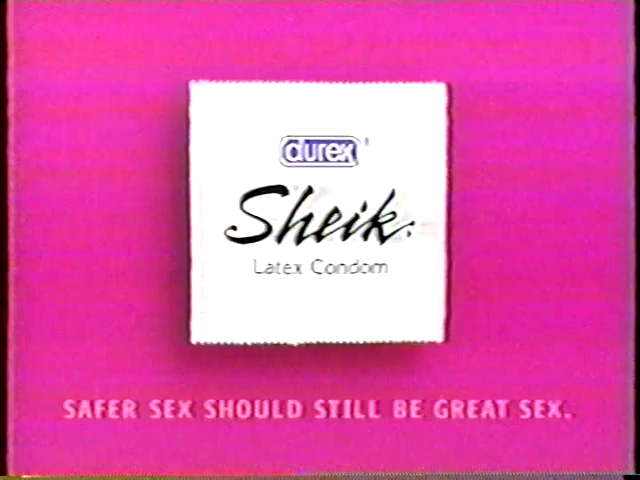 durex
Sheik.
Latex Condom
SAFER SEX SHOULD STILL BE GREAT SEX.